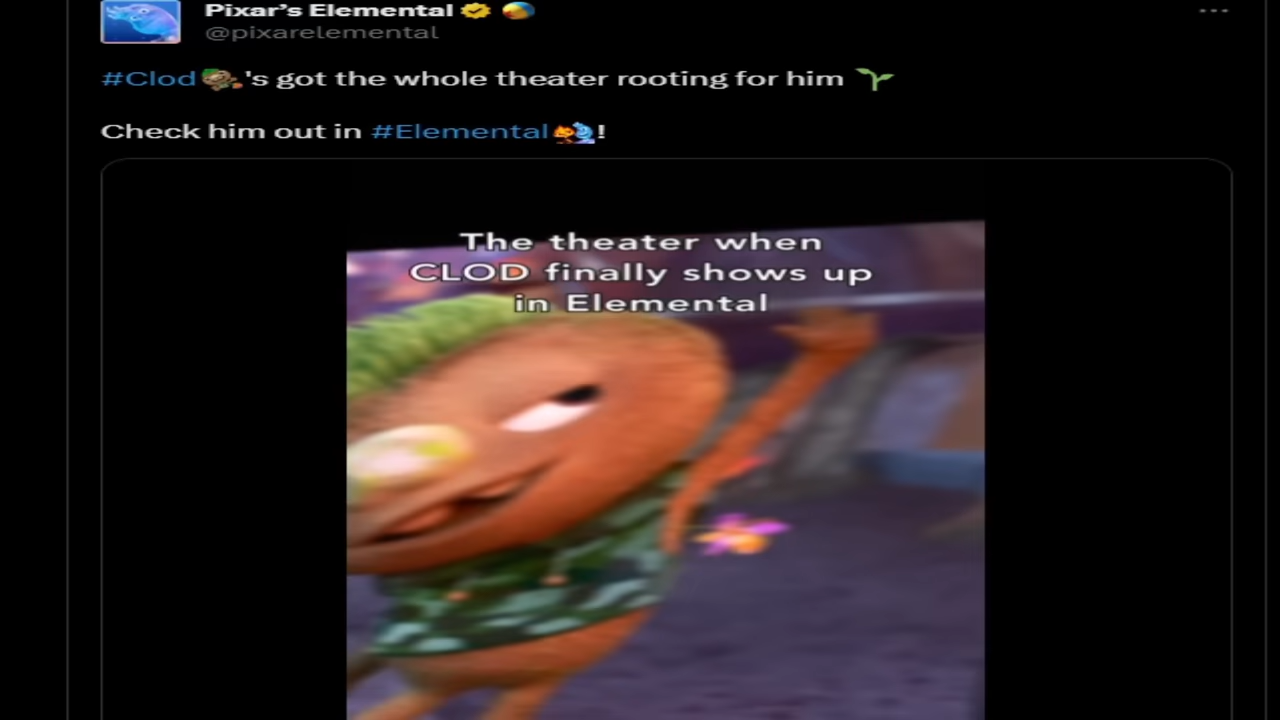 Pixar's Elemental
@pixarelemental
#Clod's got the whole theater rooting for him
Check him out in #Elemental!
The theater when
CLOD finally shows up
in Elemental